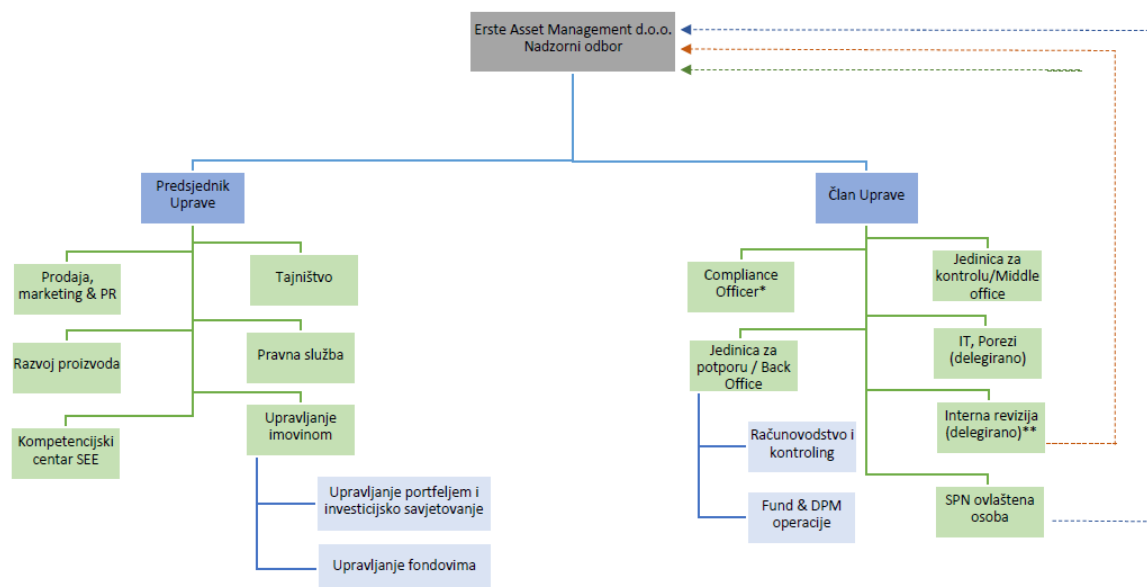 Erste Asset Management d.o.o.
Nadzorni odbor
Predsjednik
Uprave
Član Uprave
Prodaja,
marketing & PR
Tajništvo
Razvoj proizvoda
Pravna služba
Kompetencijski
centar SEE
Upravljanje
imovinom
Upravljanje portfeljem i
investicijsko savjetovanje
Upravljanje fondovima
Compliance
Officer*
Jedinica za
kontrolu/Middle
office
Jedinica za
potporu / Back
Office
IT, Porezi
(delegirano)
Računovodstvo i
kontroling
Interna revizija
(delegirano)**
Fund & DPM
operacije
SPN ovlaštena
osoba